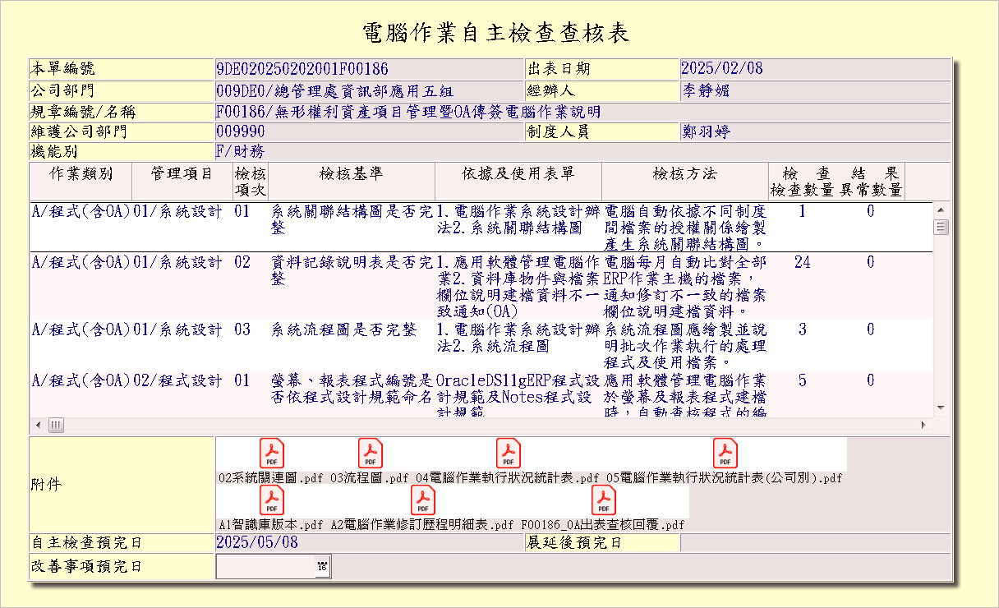 電腦作業自主檢查查核表
本單編號 9DE020250202001F00186 出表日期 2025/02/08
公司部門 009DE0/總管理處資訊部應用五組 經辦人 李靜媚
規章編號/名稱 F00186/無形權利資產項目管理暨OA傳簽電腦作業說明
維護公司部門 009990 制度人員 鄭羽婷
機能別 F/財務
作業類別 管理項目 檢核 檢核基準 依據及使用表單 檢核方法 檢 查 結 果
項次 檢查數量 異常數量
A/程式(含OA) 01/系統設計 01 系統關聯結構圖是否完 1.電腦作業系統設計辦 電腦自動依據不同制度 1 0
整 法2.系統關聯結構圖 間檔案的授權關係繪製
產生系統關聯結構圖。
A/程式(含OA) 01/系統設計 02 資料記錄說明表是否完 1.應用軟體管理電腦作 電腦每月自動比對全部 24 0
整 業2.資料庫物件與檔案 ERP作業主機的檔案，
欄位說明建檔資料不一 通知修訂不一致的檔案
致通知(OA) 欄位說明建檔資料。
A/程式(含OA) 01/系統設計 03 系統流程圖是否完整 1.電腦作業系統設計辦 系統流程圖應繪製並說 3 0
法2.系統流程圖 明批次作業執行的處理
程式及使用檔案。
A/程式(含OA) 02/程式設計 01 螢幕、報表程式編號是 OracleDS11gERP程式設 應用軟體管理電腦作業 5 0
否依程式設計規範命名 計規範及Notes程式設 於螢幕及報表程式建檔
計規範 時，自動查核程式的編
附件
02系統關連圖.pdf 03流程圖.pdf 04電腦作業執行狀況統計表.pdf 05電腦作業執行狀況統計表(公司別).pdf
A1智識庫版本.pdf A2電腦作業修訂歷程明細表.pdf F00186_OA出表查核回覆.pdf
自主檢查預完日 2025/05/08 展延後預完日
改善事項預完日 16